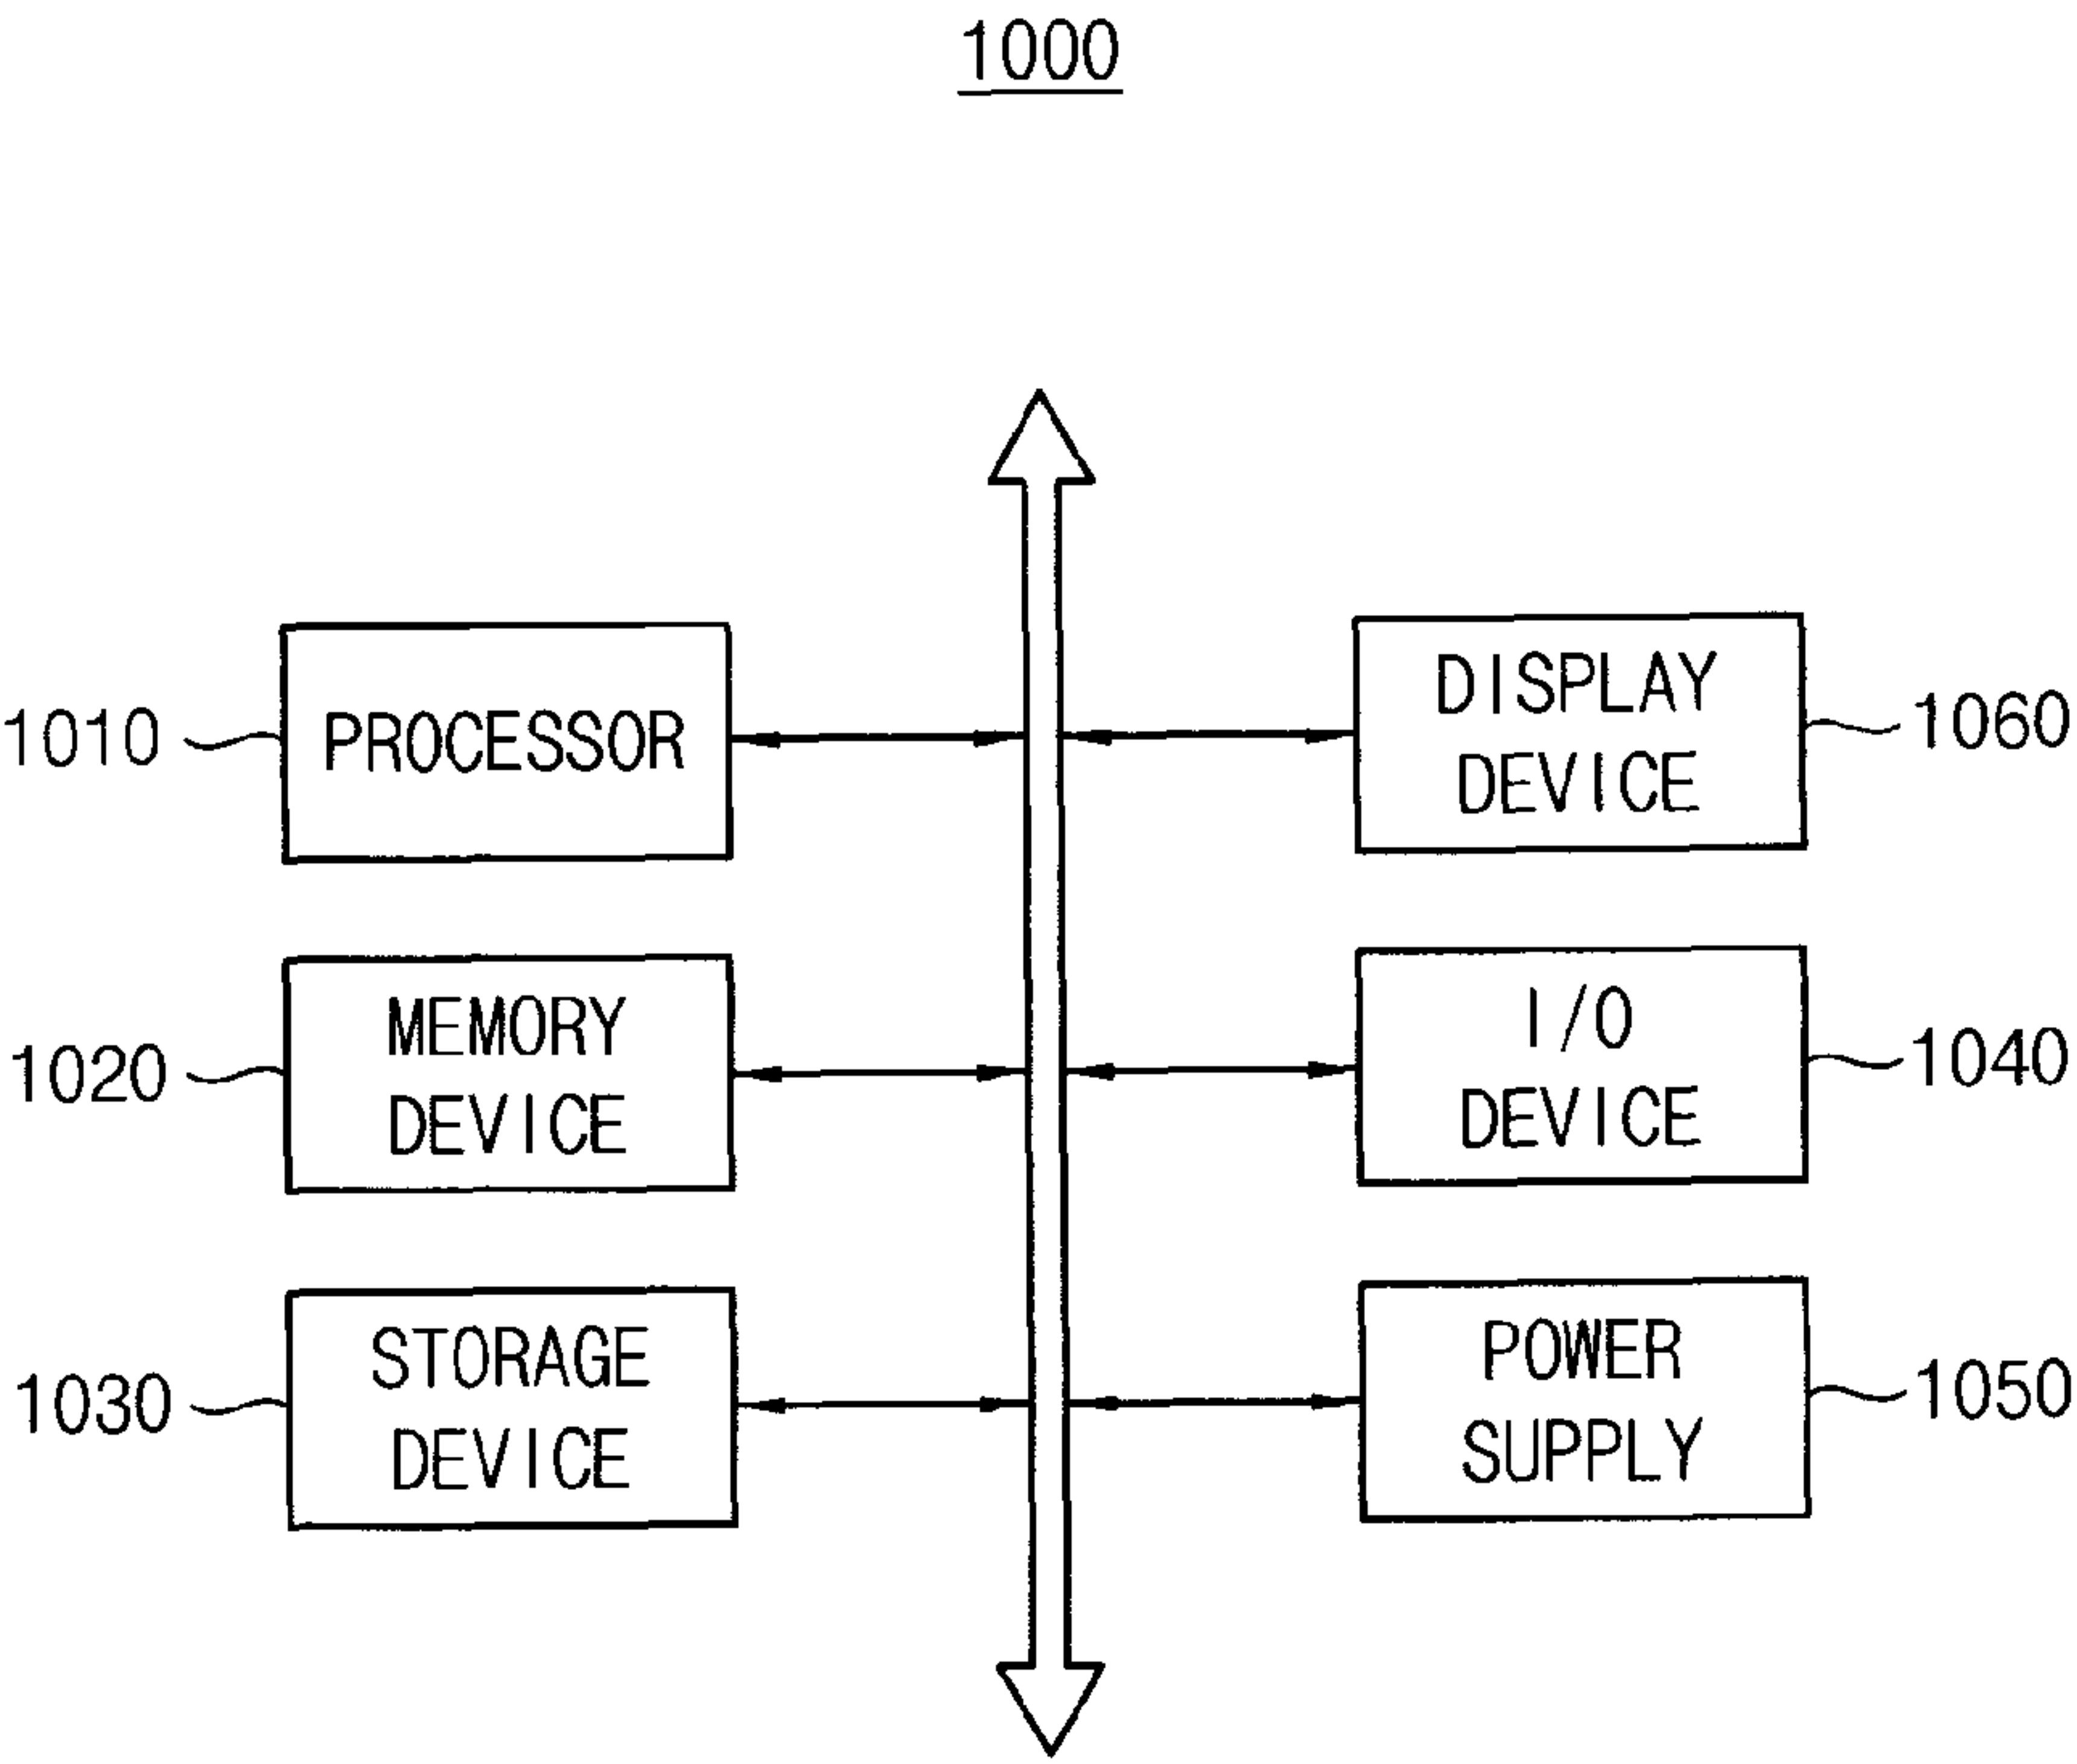 1000
1010
PROCESSOR
DISPLAY
DEVICE
1060
1020
MEMORY
DEVICE
I/O
DEVICE
1040
1030
STORAGE
DEVICE
POWER
SUPPLY
1050